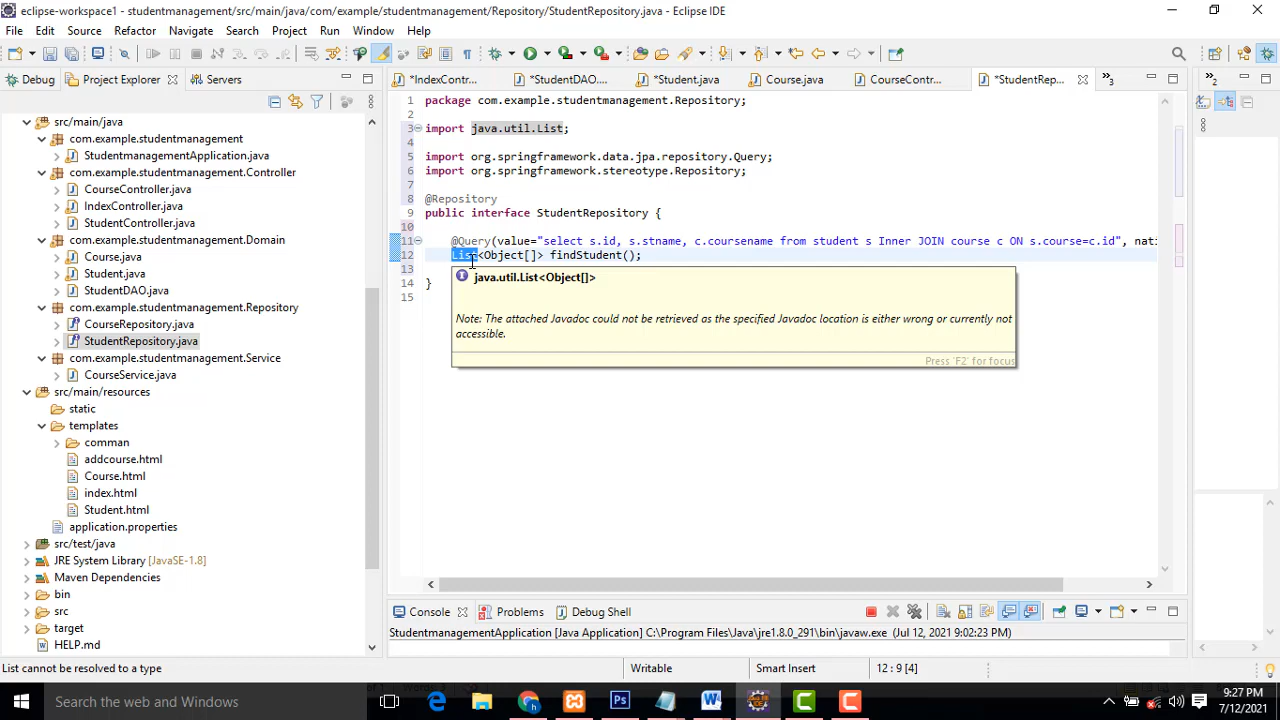 eclipse-workspace1 - studentmanagement/src/main/java/com/example/studentmanagement/Repository/StudentRepository.java - Eclipse IDE
File Edit Source Refactor Navigate Search Project Run Window Help
Debug Project Explorer Servers
*IndexContr... *StudentDAO.... *Student.java Course.java CourseContr... *StudentRep... »3 »2
src/main/java
com.example.studentmanagement
StudentmanagementApplication.java
com.example.studentmanagement.Controller
CourseController.java
IndexController.java
StudentController.java
com.example.studentmanagement.Domain
Course.java
Student.java
StudentDAO.java
com.example.studentmanagement.Repository
CourseRepository.java
StudentRepository.java
com.example.studentmanagement.Service
CourseService.java
src/main/resources
static
templates
comman
addcourse.html
Course.html
index.html
Student.html
application.properties
src/test/java
JRE System Library [JavaSE-1.8]
Maven Dependencies
bin
src
target
HELP.md
1 package com.example.studentmanagement.Repository;
2
3 import java.util.List;
4
5 import org.springframework.data.jpa.repository.Query;
6 import org.springframework.stereotype.Repository;
7
8 @Repository
9 public interface StudentRepository {
10
11 @Query(value="select s.id, s.stname, c.coursename from student s Inner JOIN course c ON s.course=c.id", nati
12 List<Object[]> findStudent();
13
14 }
15
java.util.List<Object[]>
Note: The attached Javadoc could not be retrieved as the specified Javadoc location is either wrong or currently not
accessible.
Press 'F2' for focus
Console Problems Debug Shell
StudentmanagementApplication [Java Application] C:\Program Files\Java\jre1.8.0_291\bin\javaw.exe (Jul 12, 2021 9:02:23 PM)
List cannot be resolved to a type Writable Smart Insert 12 : 9 [4]
Search the web and Windows
9:27 PM
7/12/2021